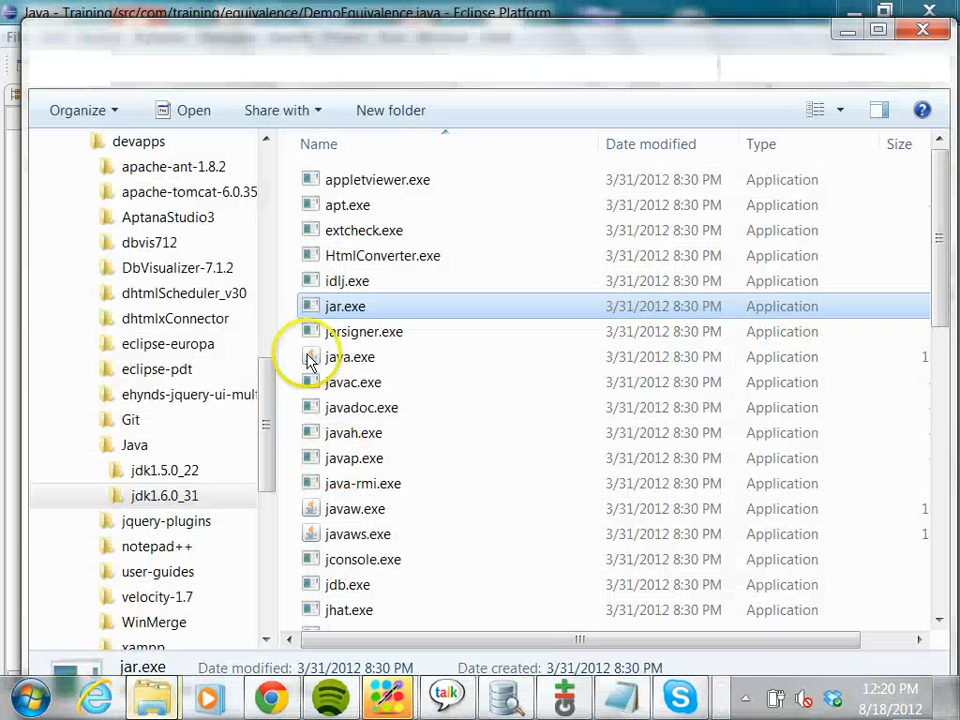 Java - Training/src/com/training/equivalence/DemoEquivalence.java - Eclipse Platform
Organize Open Share with New folder
Name Date modified Type Size
devapps
apache-ant-1.8.2
apache-tomcat-6.0.35
AptanaStudio3
dbvis712
DbVisualizer-7.1.2
dhtmlScheduler_v30
dhtmlxConnector
eclipse-europa
eclipse-pdt
ehynds-jquery-ui-mul
Git
Java
jdk1.5.0_22
jdk1.6.0_31
jquery-plugins
notepad++
user-guides
velocity-1.7
WinMerge
xampp
appletviewer.exe 3/31/2012 8:30 PM Application
apt.exe 3/31/2012 8:30 PM Application
extcheck.exe 3/31/2012 8:30 PM Application
HtmlConverter.exe 3/31/2012 8:30 PM Application
idlj.exe 3/31/2012 8:30 PM Application
jar.exe 3/31/2012 8:30 PM Application
jarsigner.exe 3/31/2012 8:30 PM Application
java.exe 3/31/2012 8:30 PM Application 1
javac.exe 3/31/2012 8:30 PM Application
javadoc.exe 3/31/2012 8:30 PM Application
javah.exe 3/31/2012 8:30 PM Application
javap.exe 3/31/2012 8:30 PM Application
java-rmi.exe 3/31/2012 8:30 PM Application
javaw.exe 3/31/2012 8:30 PM Application 1
javaws.exe 3/31/2012 8:30 PM Application 1
jconsole.exe 3/31/2012 8:30 PM Application
jdb.exe 3/31/2012 8:30 PM Application
jhat.exe 3/31/2012 8:30 PM Application
jar.exe Date modified: 3/31/2012 8:30 PM Date created: 3/31/2012 8:30 PM
talk
12:20 PM
8/18/2012